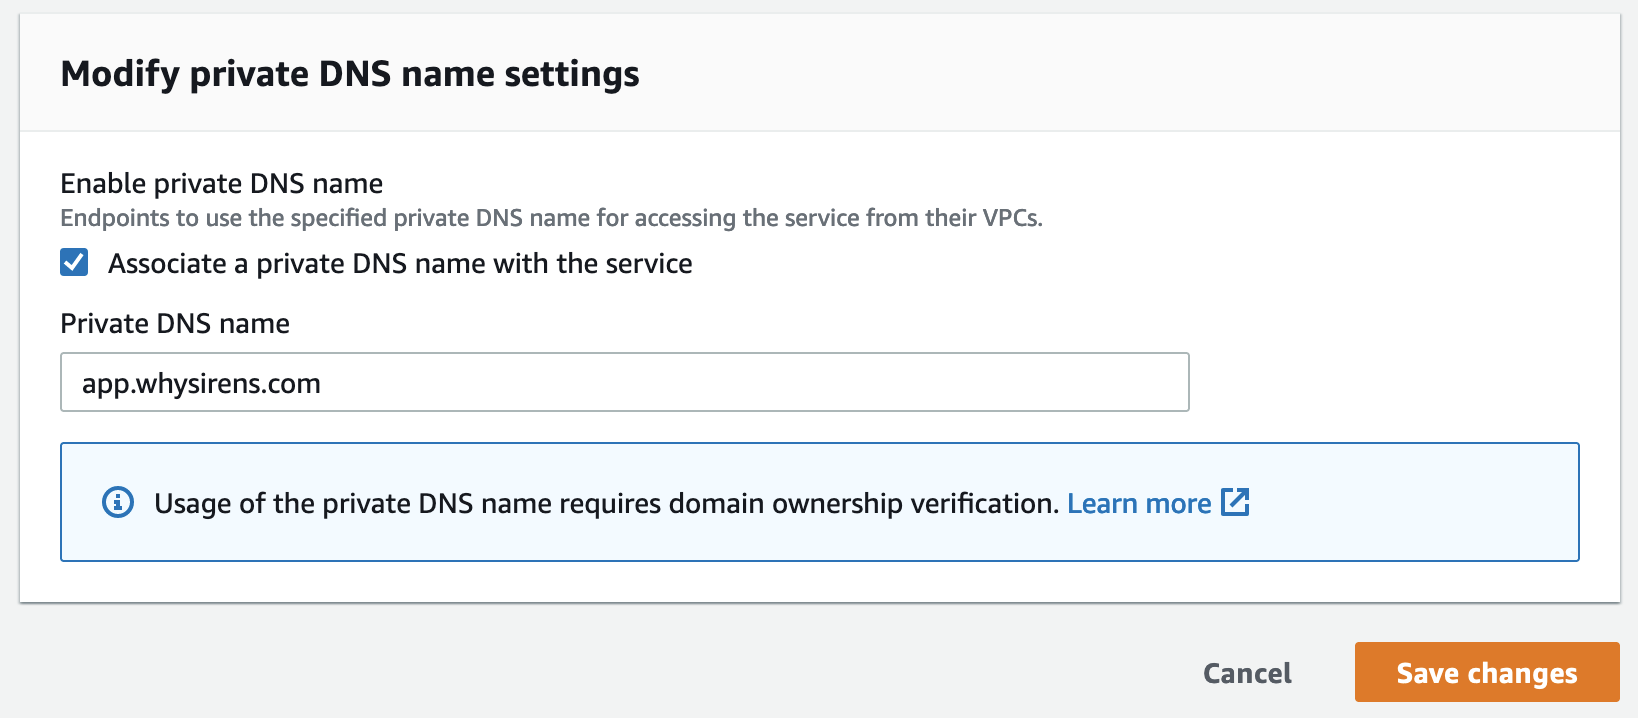 Modify private DNS name settings
Enable private DNS name
Endpoints to use the specified private DNS name for accessing the service from their VPCs.
Associate a private DNS name with the service
Private DNS name
app.whysirens.com
Usage of the private DNS name requires domain ownership verification. Learn more
Cancel
Save changes